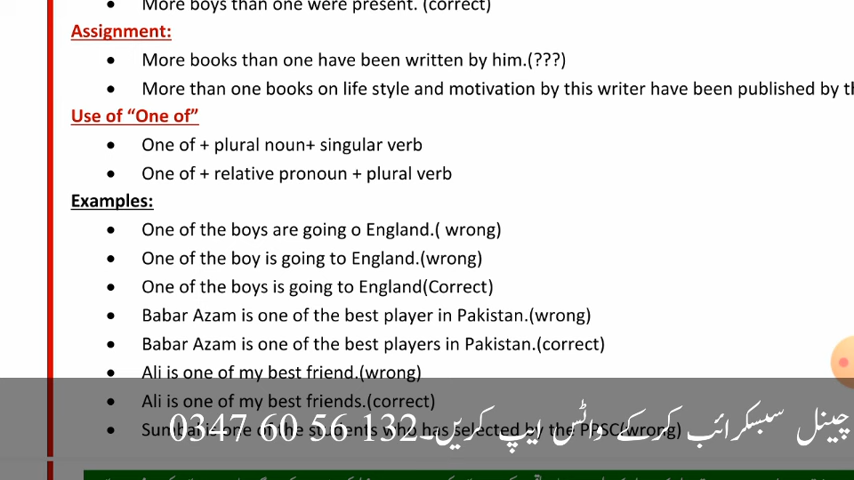 More boys than one were present. (correct)
Assignment:
More books than one have been written by him.(???)
More than one books on life style and motivation by this writer have been published by
Use of “One of”
One of + plural noun+ singular verb
One of + relative pronoun + plural verb
Examples:
One of the boys are going o England.( wrong)
One of the boy is going to England.(wrong)
One of the boys is going to England(Correct)
Babar Azam is one of the best player in Pakistan.(wrong)
Babar Azam is one of the best players in Pakistan.(correct)
Ali is one of my best friend.(wrong)
Ali is one of my best friends.(correct)
چینل سبسکرائب کرکے واٹس ایپ کریں۔0347 60 56 132
Sumbal is one of the students who has selected by the PPSC(wrong)